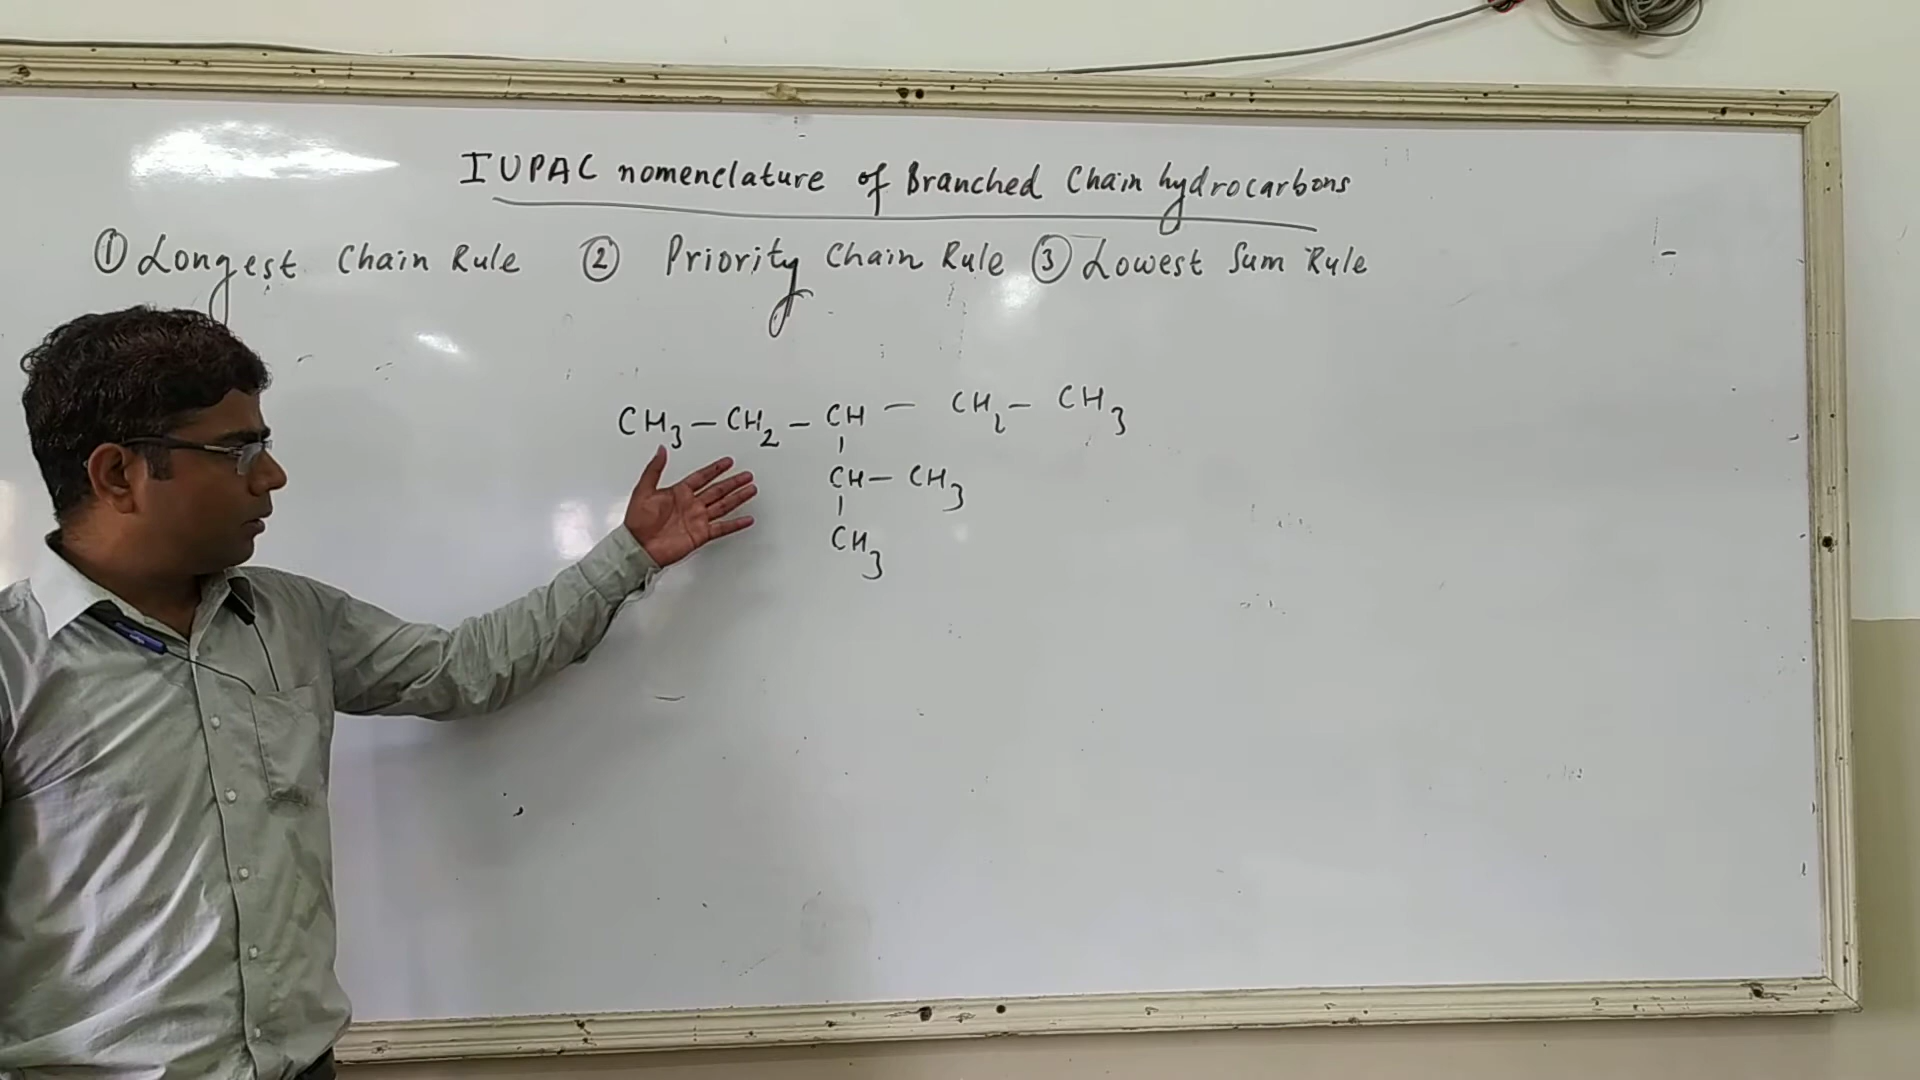 IUPAC nomenclature of Branched Chain hydrocarbons
① Longest Chain Rule ② Priority Chain Rule ③ Lowest Sum Rule
CH₃ — CH₂ — CH — CH₂ — CH₃
CH — CH₃
CH₃